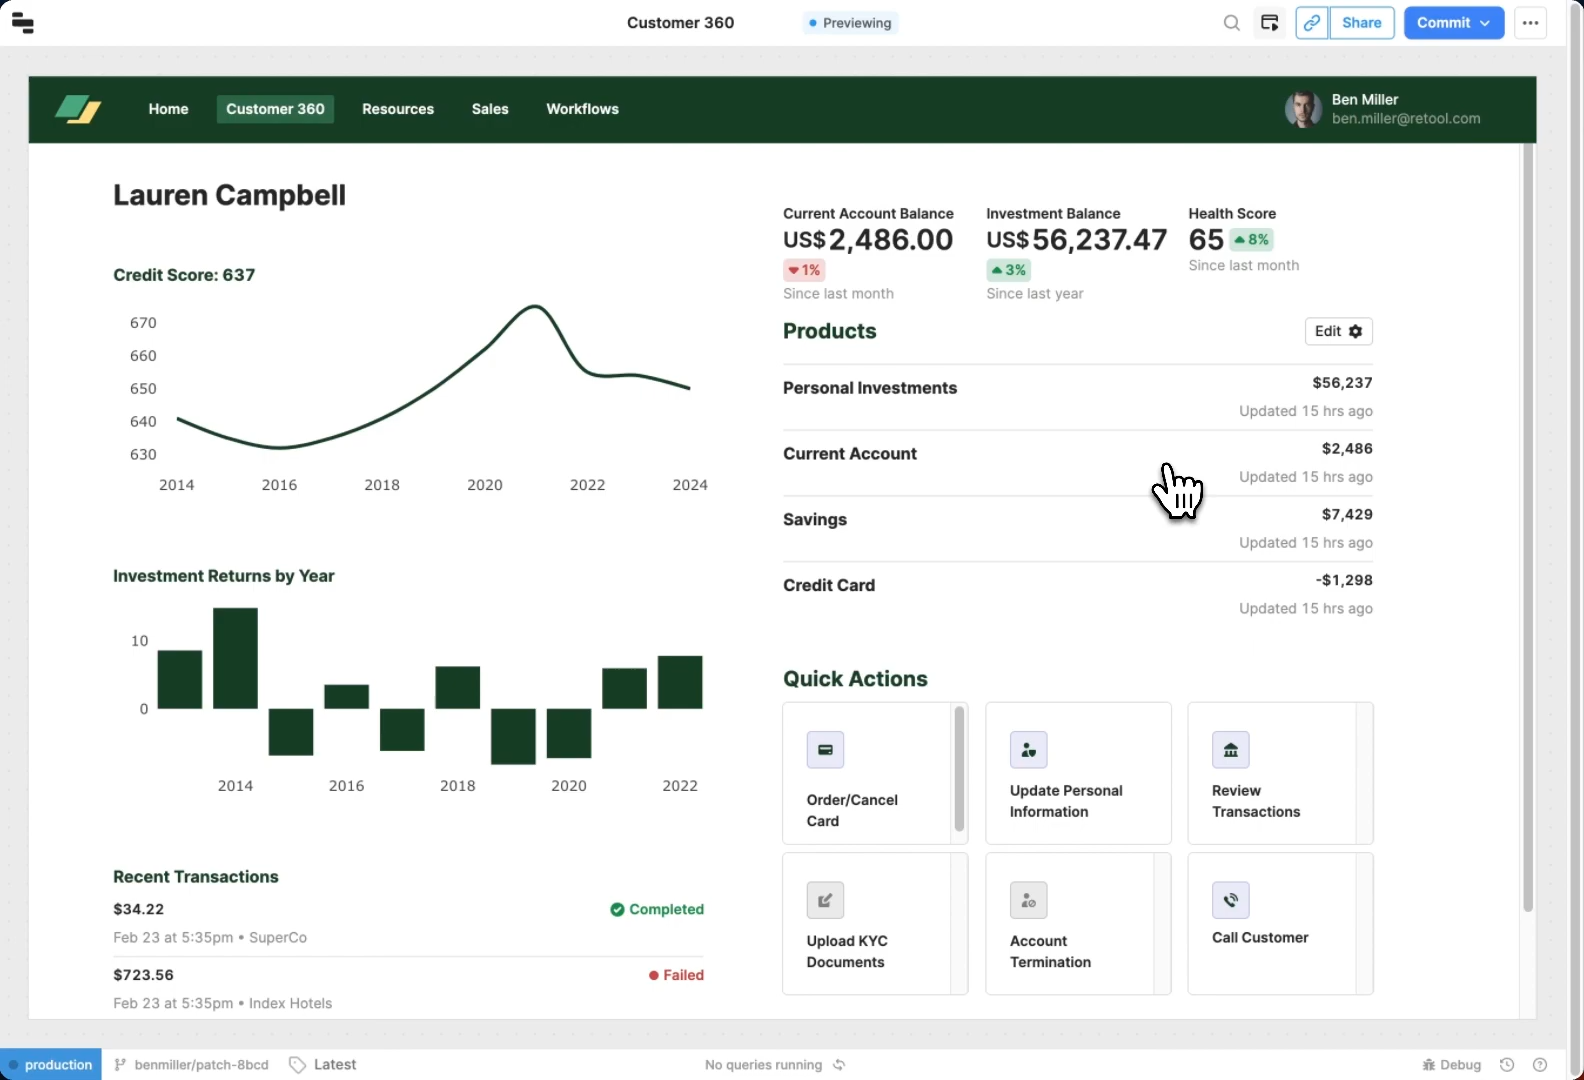 Customer 360
Previewing
Share
Commit
Home
Customer 360
Resources
Sales
Workflows
Ben Miller
ben.miller@retool.com
Lauren Campbell
Credit Score: 637
670
660
650
640
630
2014 2016 2018 2020 2022 2024
Investment Returns by Year
10
0
2014 2016 2018 2020 2022
Recent Transactions
$34.22
Completed
Feb 23 at 5:35pm • SuperCo
$723.56
Failed
Feb 23 at 5:35pm • Index Hotels
Current Account Balance
US$2,486.00
1%
Since last month
Investment Balance
US$56,237.47
3%
Since last year
Health Score
65 8%
Since last month
Products
Edit
Personal Investments
$56,237
Updated 15 hrs ago
Current Account
$2,486
Updated 15 hrs ago
Savings
$7,429
Updated 15 hrs ago
Credit Card
-$1,298
Updated 15 hrs ago
Quick Actions
Order/Cancel
Card
Update Personal
Information
Review
Transactions
Upload KYC
Documents
Account
Termination
Call Customer
production
benmiller/patch-8bcd
Latest
No queries running
Debug